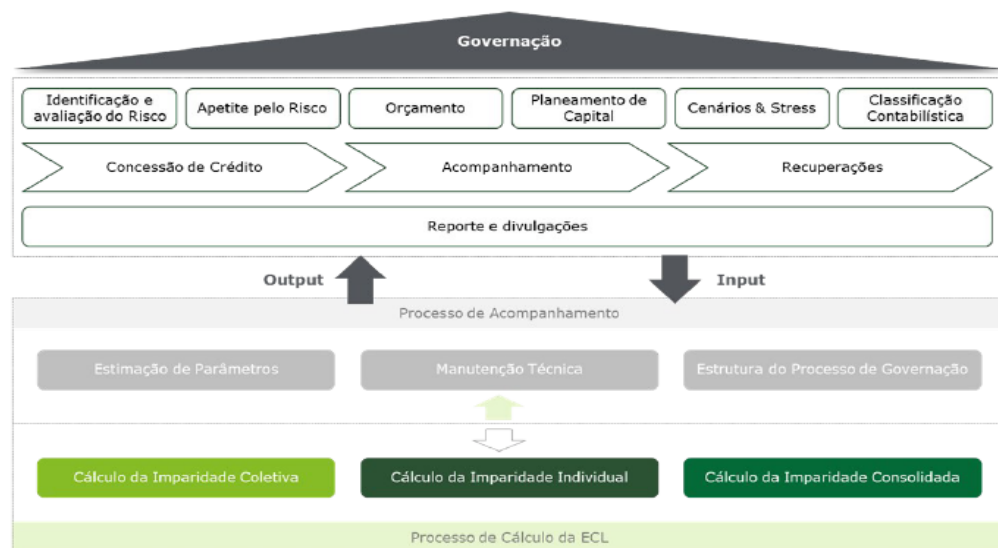 Governação
Identificação e
avaliação do Risco
Apetite pelo Risco
Orçamento
Planeamento de
Capital
Cenários & Stress
Classificação
Contabilística
Concessão de Crédito
Acompanhamento
Recuperações
Reporte e divulgações
Output
Input
Processo de Acompanhamento
Estimação de Parâmetros
Manutenção Técnica
Estrutura do Processo de Governação
Cálculo da Imparidade Coletiva
Cálculo da Imparidade Individual
Cálculo da Imparidade Consolidada
Processo de Cálculo da ECL